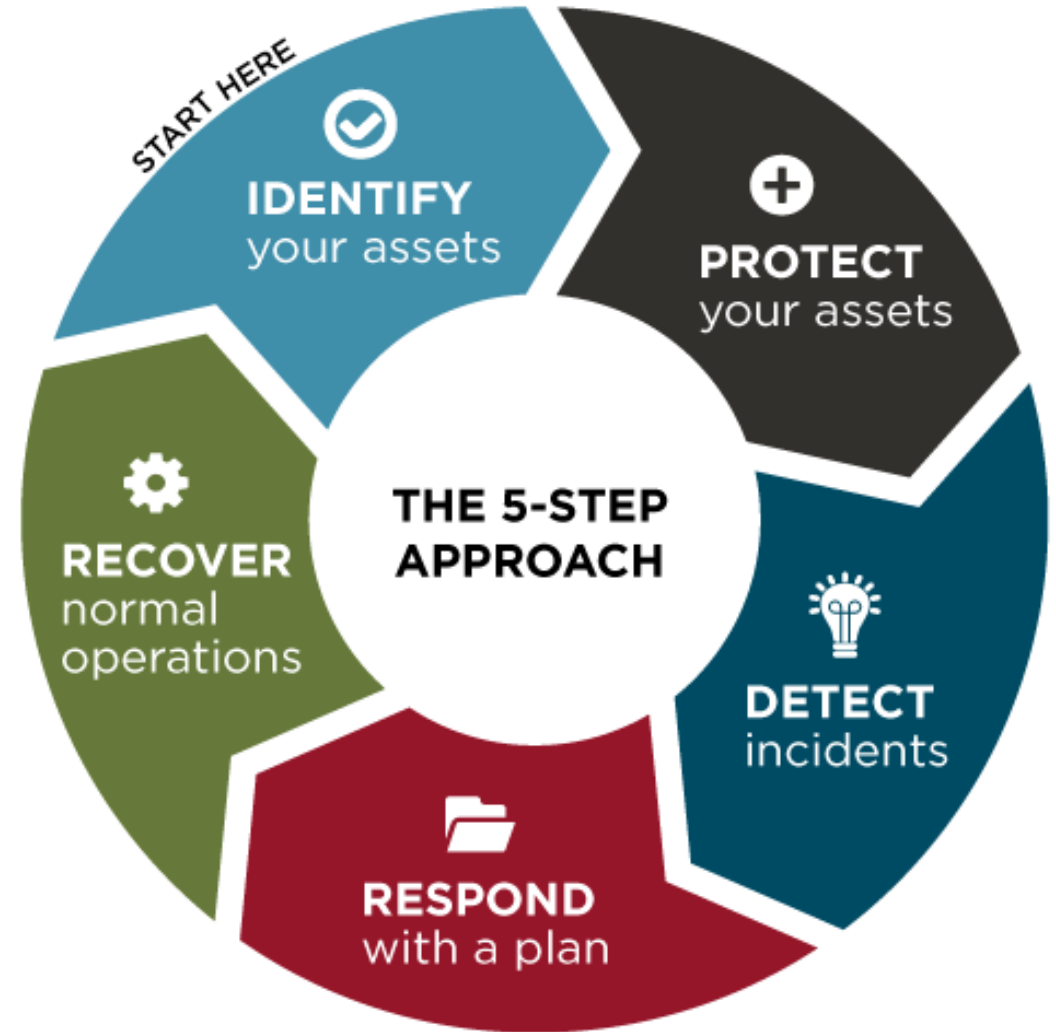 START HERE
IDENTIFY
your assets
PROTECT
your assets
DETECT
incidents
RESPOND
with a plan
RECOVER
normal
operations
THE 5-STEP
APPROACH